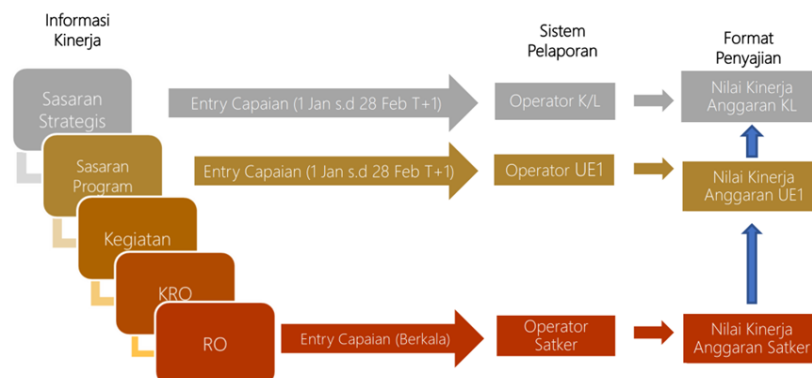 Informasi
Kinerja
Sistem
Pelaporan
Format
Penyajian
Sasaran
Strategis
Entry Capaian (1 Jan s.d 28 Feb T+1)
Operator K/L
Nilai Kinerja
Anggaran KL
Sasaran
Program
Entry Capaian (1 Jan s.d 28 Feb T+1)
Operator UE1
Nilai Kinerja
Anggaran UE1
Kegiatan
KRO
RO
Entry Capaian (Berkala)
Operator
Satker
Nilai Kinerja
Anggaran Satker